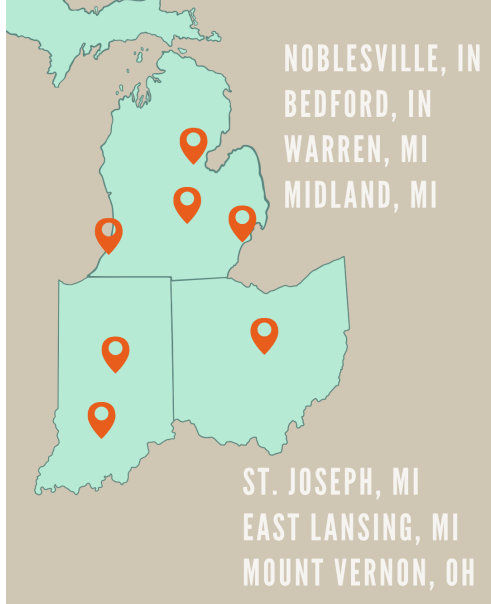 NOBLESVILLE, IN
BEDFORD, IN
WARREN, MI
MIDLAND, MI
ST. JOSEPH, MI
EAST LANSING, MI
MOUNT VERNON, OH